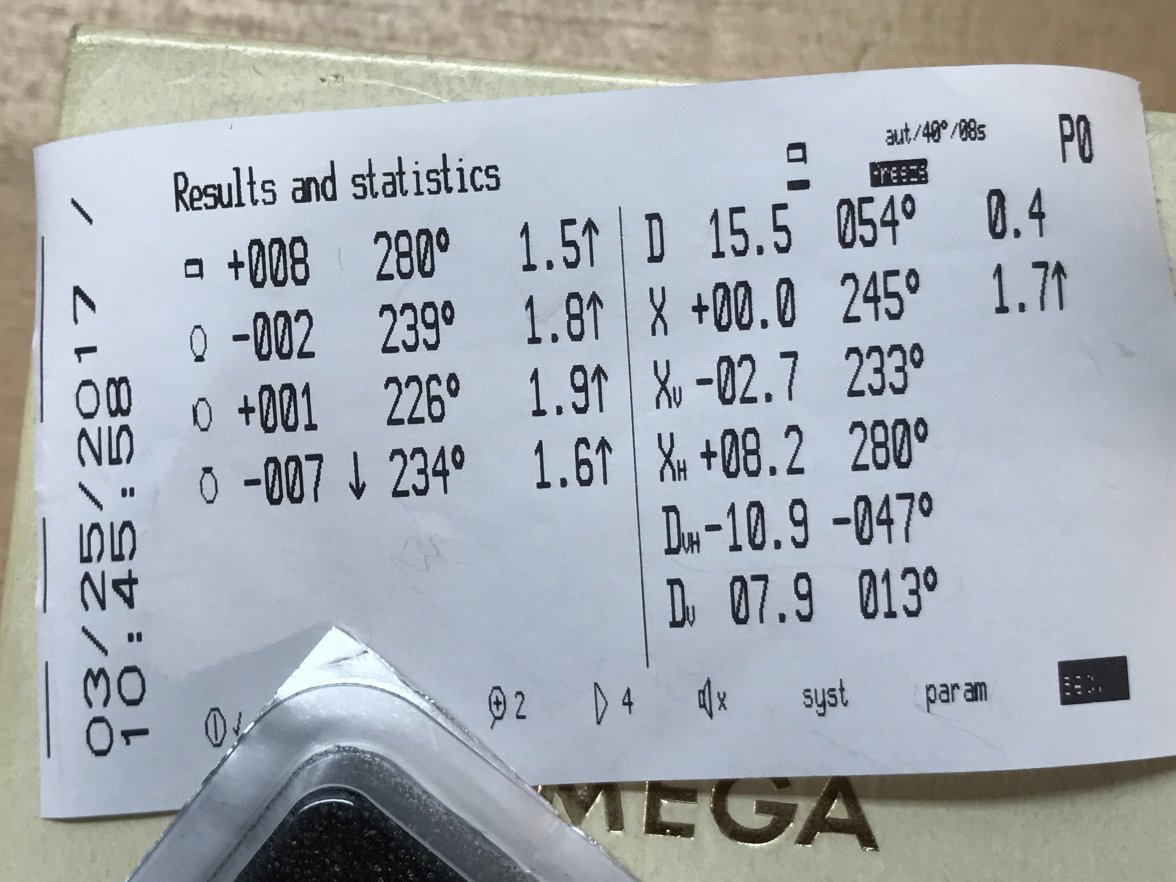 03/25/2017 /
10:45:58
aut/40°/08s P0
Results and statistics
+008 280° 1.5↑
-002 239° 1.8↑
+001 226° 1.9↑
-007 ↓ 234° 1.6↑
D 15.5 054° 0.4
X +00.0 245° 1.7↑
Xv -02.7 233°
XH +08.2 280°
DVH -10.9 -047°
Dv 07.9 013°
2 4 x syst param
MEGA